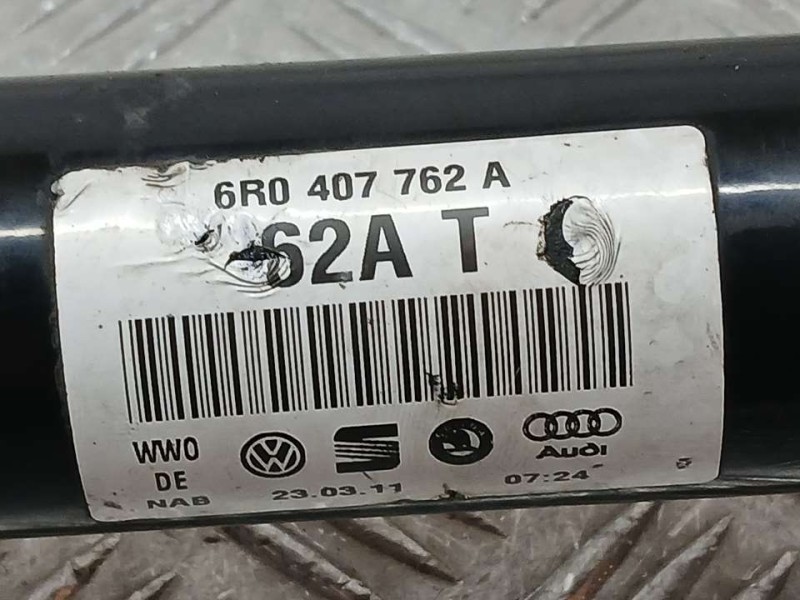 6R0 407 762 A
62A T
WWO
DE
NAB
23.03.11
Audi
07:24